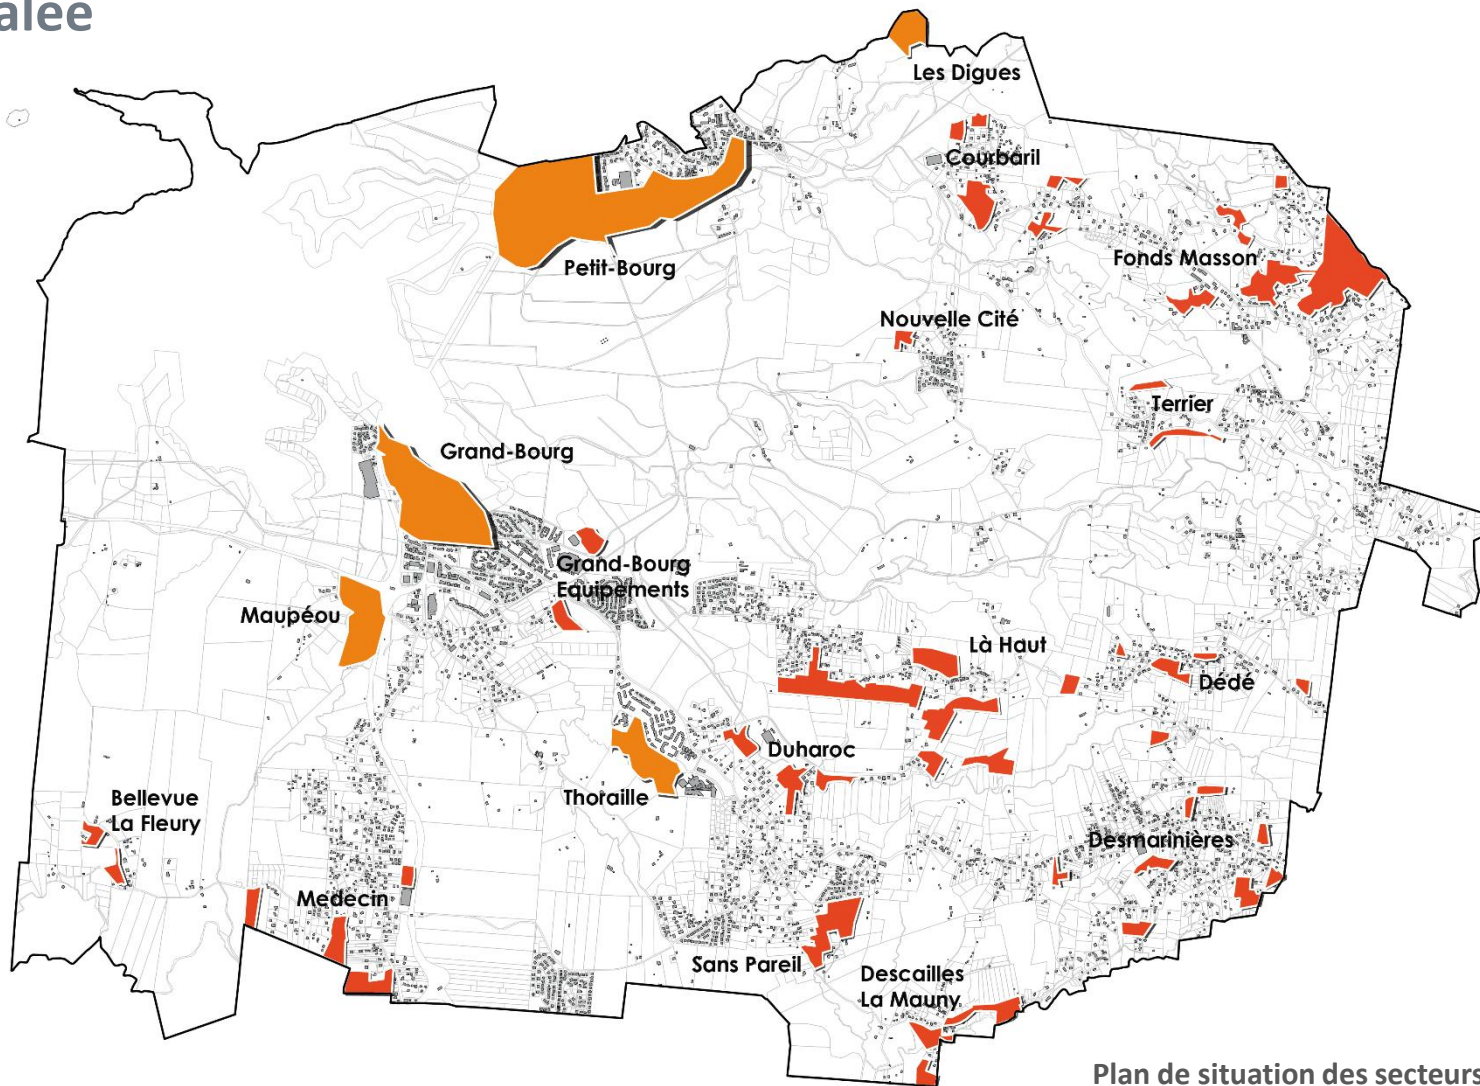 alée
Les Digues
Courbaril
Fonds Masson
Petit-Bourg
Nouvelle Cité
Terrier
Grand-Bourg
Grand-Bourg
Equipements
Maupéou
Là Haut
Dédé
Duharoc
Thoraille
Bellevue
La Fleury
Desmarinières
Medecin
Sans Pareil
Descailles
La Mauny
Plan de situation des secteurs